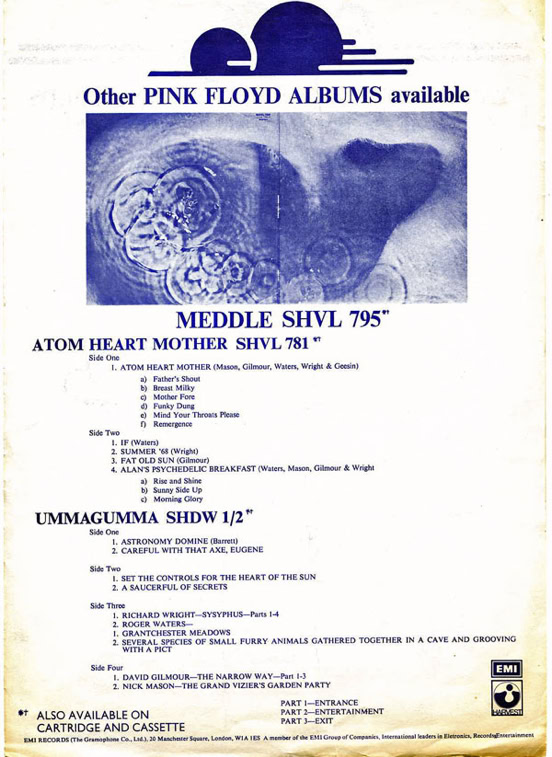 Other PINK FLOYD ALBUMS available
MEDDLE SHVL 795*†
ATOM HEART MOTHER SHVL 781 *†
Side One
1. ATOM HEART MOTHER (Mason, Gilmour, Waters, Wright & Geesin)
a) Father's Shout
b) Breast Milky
c) Mother Fore
d) Funky Dung
e) Mind Your Throats Please
f) Remergence
Side Two
1. IF (Waters)
2. SUMMER '68 (Wright)
3. FAT OLD SUN (Gilmour)
4. ALAN'S PSYCHEDELIC BREAKFAST (Waters, Mason, Gilmour & Wright
a) Rise and Shine
b) Sunny Side Up
c) Morning Glory
UMMAGUMMA SHDW 1/2 *†
Side One
1. ASTRONOMY DOMINE (Barrett)
2. CAREFUL WITH THAT AXE, EUGENE
Side Two
1. SET THE CONTROLS FOR THE HEART OF THE SUN
2. A SAUCERFUL OF SECRETS
Side Three
1. RICHARD WRIGHT—SYSYPHUS—Parts 1-4
2. ROGER WATERS—
1. GRANTCHESTER MEADOWS
2. SEVERAL SPECIES OF SMALL FURRY ANIMALS GATHERED TOGETHER IN A CAVE AND GROOVING
WITH A PICT
Side Four
1. DAVID GILMOUR—THE NARROW WAY—Part 1-3
2. NICK MASON—THE GRAND VIZIER'S GARDEN PARTY
PART 1—ENTRANCE
PART 2—ENTERTAINMENT
PART 3—EXIT
EMI
HARVEST
*† ALSO AVAILABLE ON
CARTRIDGE AND CASSETTE
EMI RECORDS (The Gramophone Co., Ltd.), 20 Manchester Square, London, W1A 1ES A member of the EMI Group of Companies, International leaders in Eletronics, Records, Entertainment